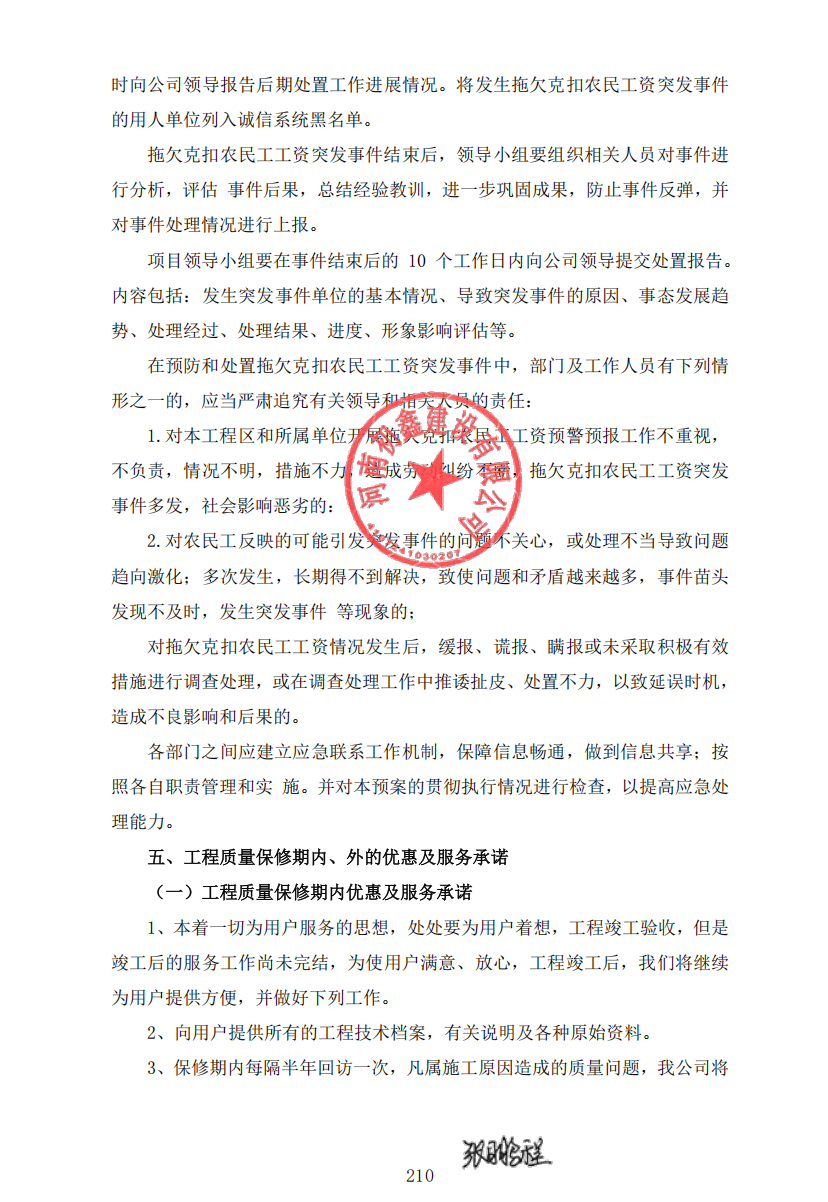 时向公司领导报告后期处置工作进展情况。将发生拖欠克扣农民工资突发事件
的用人单位列入诚信系统黑名单。
拖欠克扣农民工工资突发事件结束后，领导小组要组织相关人员对事件进
行分析，评估 事件后果，总结经验教训，进一步巩固成果，防止事件反弹，并
对事件处理情况进行上报。
项目领导小组要在事件结束后的 10 个工作日内向公司领导提交处置报告。
内容包括：发生突发事件单位的基本情况、导致突发事件的原因、事态发展趋
势、处理经过、处理结果、进度、形象影响评估等。
在预防和处置拖欠克扣农民工工资突发事件中，部门及工作人员有下列情
形之一的，应当严肃追究有关领导和相关人员的责任：
1.对本工程区和所属单位开展拖欠克扣农民工工资预警预报工作不重视，
不负责，情况不明，措施不力，造成劳动纠纷不断，拖欠克扣农民工工资突发
事件多发，社会影响恶劣的：
2.对农民工反映的可能引发突发事件的问题不关心，或处理不当导致问题
趋向激化；多次发生，长期得不到解决，致使问题和矛盾越来越多，事件苗头
发现不及时，发生突发事件 等现象的；
对拖欠克扣农民工工资情况发生后，缓报、谎报、瞒报或未采取积极有效
措施进行调查处理，或在调查处理工作中推诿扯皮、处置不力，以致延误时机，
造成不良影响和后果的。
各部门之间应建立应急联系工作机制，保障信息畅通，做到信息共享；按
照各自职责管理和实 施。并对本预案的贯彻执行情况进行检查，以提高应急处
理能力。
五、工程质量保修期内、外的优惠及服务承诺
（一）工程质量保修期内优惠及服务承诺
1、本着一切为用户服务的思想，处处要为用户着想，工程竣工验收，但是
竣工后的服务工作尚未完结，为使用户满意、放心，工程竣工后，我们将继续
为用户提供方便，并做好下列工作。
2、向用户提供所有的工程技术档案，有关说明及各种原始资料。
3、保修期内每隔半年回访一次，凡属施工原因造成的质量问题，我公司将
河南 鑫建设有限公司
210